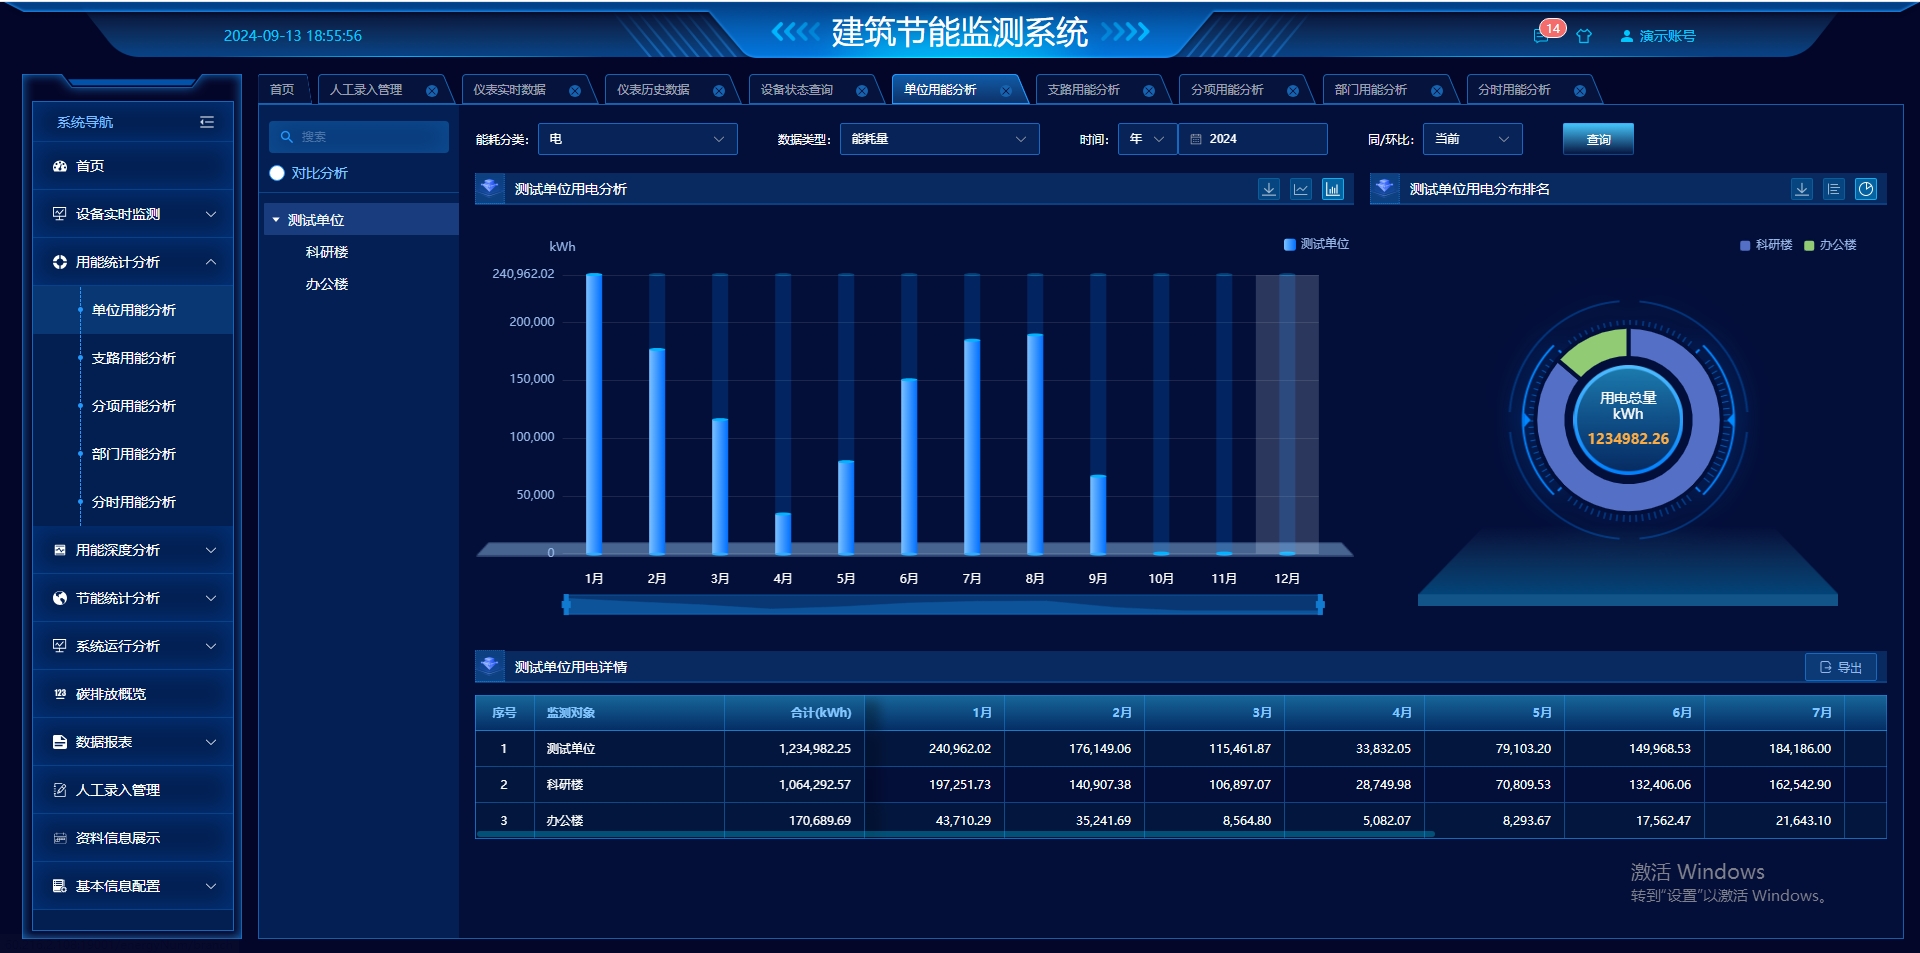 2024-09-13 18:55:56
建筑节能监测系统
14
演示账号
系统导航
首页
设备实时监测
用能统计分析
单位用能分析
支路用能分析
分项用能分析
部门用能分析
分时用能分析
用能深度分析
节能统计分析
系统运行分析
碳排放概览
数据报表
人工录入管理
资料信息展示
基本信息配置
首页 人工录入管理 仪表实时数据 仪表历史数据 设备状态查询 单位用能分析 支路用能分析 分项用能分析 部门用能分析 分时用能分析
搜索
对比分析
测试单位
科研楼
办公楼
能耗分类: 电 数据类型: 能耗量 时间: 年 2024 同/环比: 当前 查询
测试单位用电分析
kWh
测试单位
240,962.02
200,000
150,000
100,000
50,000
0
1月 2月 3月 4月 5月 6月 7月 8月 9月 10月 11月 12月
测试单位用电分布排名
科研楼 办公楼
用电总量
kWh
1234982.26
测试单位用电详情
导出
序号 监测对象 合计(kWh) 1月 2月 3月 4月 5月 6月 7月
1 测试单位 1,234,982.25 240,962.02 176,149.06 115,461.87 33,832.05 79,103.20 149,968.53 184,186.00
2 科研楼 1,064,292.57 197,251.73 140,907.38 106,897.07 28,749.98 70,809.53 132,406.06 162,542.90
3 办公楼 170,689.69 43,710.29 35,241.69 8,564.80 5,082.07 8,293.67 17,562.47 21,643.10
激活 Windows
转到“设置”以激活 Windows。